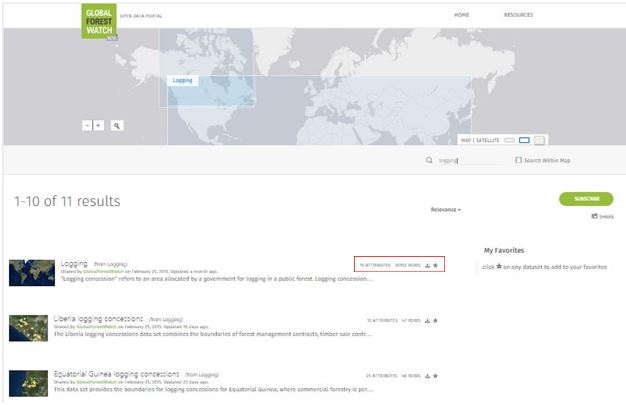 GLOBAL
FOREST
WATCH
OPEN DATA PORTAL
HOME
RESOURCES
Logging
MAP | SATELLITE
logging
Search Within Map
1-10 of 11 results
Relevance
SUBSCRIBE
SHARE
My Favorites
click ★ on any dataset to add to your favorites
Logging (from Logging)
ATTRIBUTES ROWS
Shared by GlobalForestWatch on February 25, 2015. Updated a month ago.
"Logging concession" refers to an area allocated by a government for logging in a public forest. Logging concession...
Liberia logging concessions (from Logging)
ATTRIBUTES 47 ROWS
Shared by GlobalForestWatch on February 25, 2015. Updated 19 days ago.
The Liberia logging concessions data set combines the boundaries of forest management contracts, timber sale contr...
Equatorial Guinea logging concessions (from Logging)
25 ATTRIBUTES ROWS
Shared by GlobalForestWatch on February 25, 2015. Updated days ago.
This data set provides the boundaries for logging concessions for Equatorial Guinea, where commercial forestry is per...